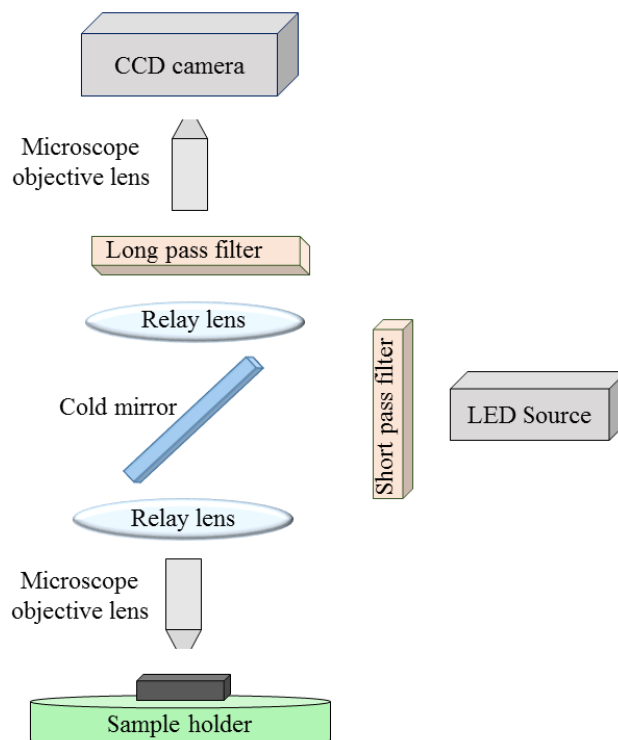 CCD camera
Microscope
objective lens
Long pass filter
Relay lens
Cold mirror
Short pass filter
LED Source
Relay lens
Microscope
objective lens
Sample holder